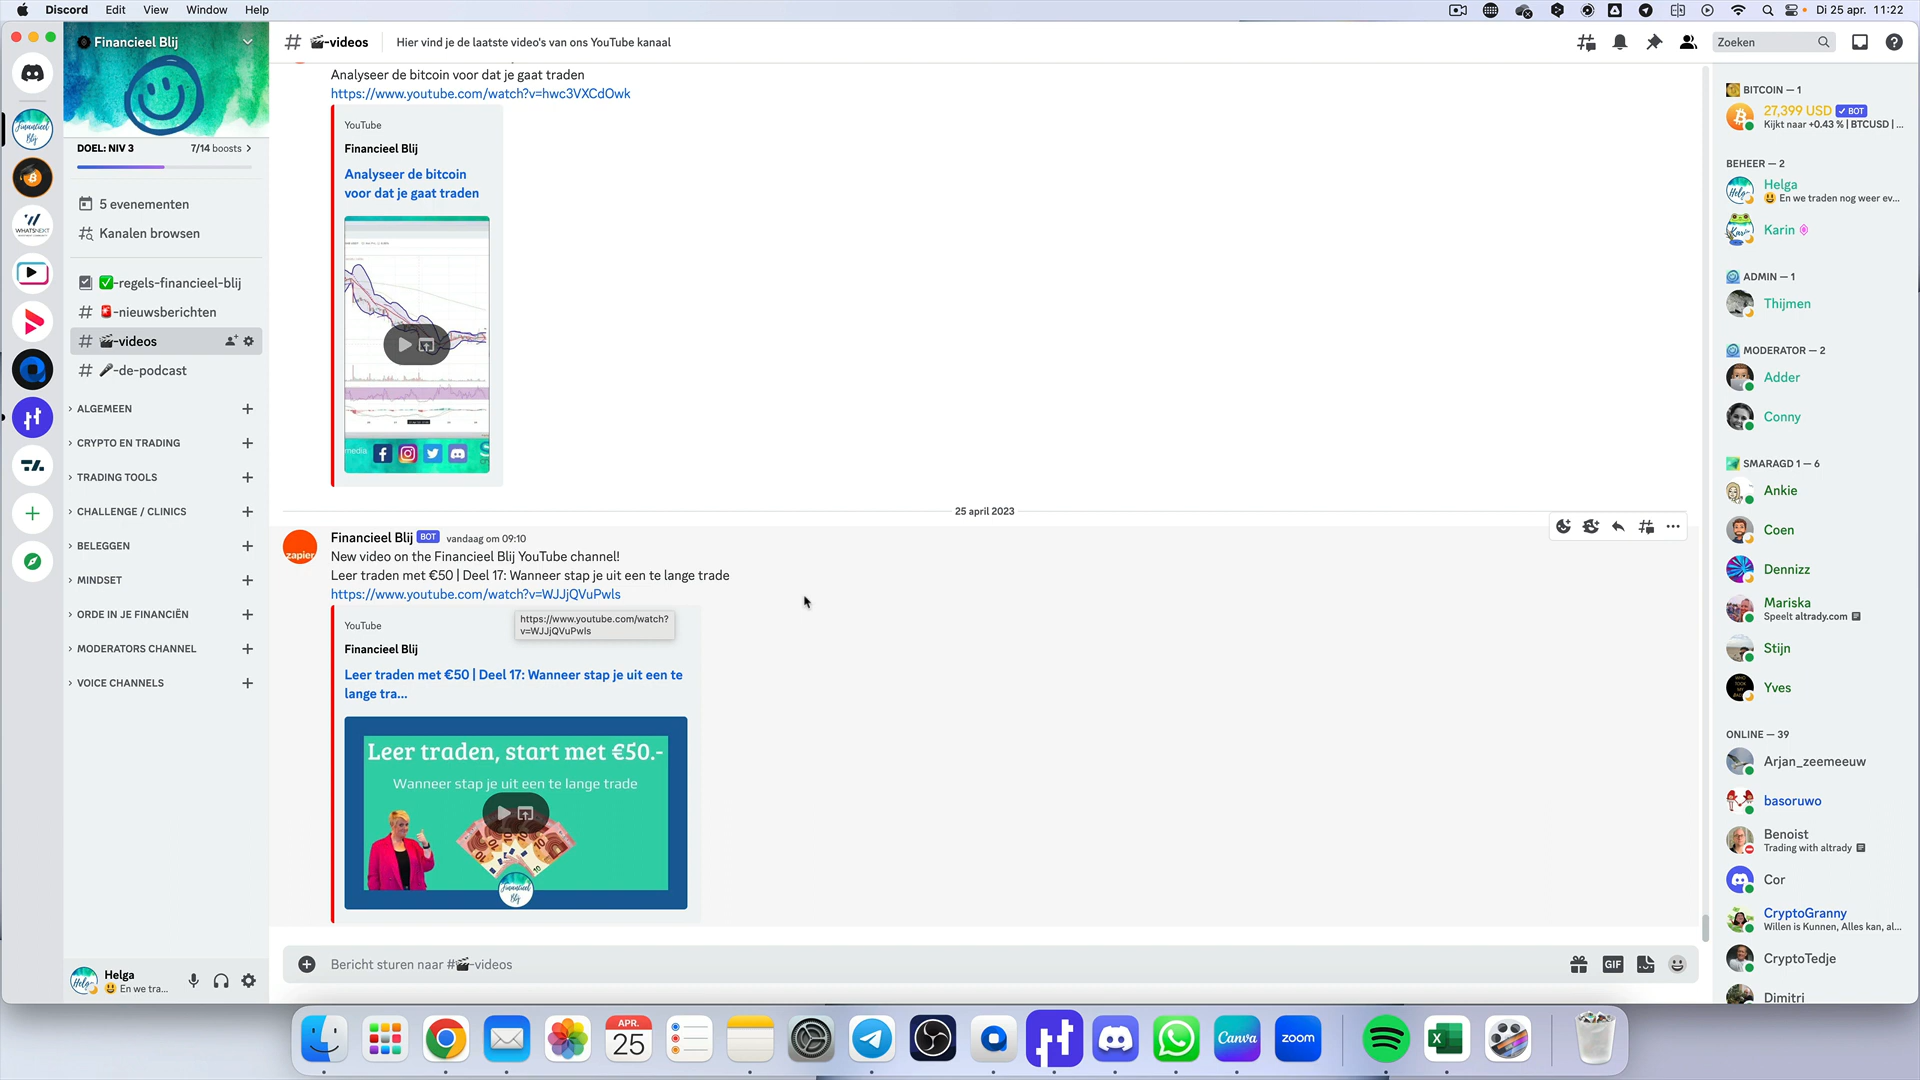 Discord Edit View Window Help
Di 25 apr. 11:22
Financieel Blij
DOEL: NIV 3 7/14 boosts
5 evenementen
Kanalen browsen
-regels-financieel-blij
-nieuwsberichten
-videos
-de-podcast
ALGEMEEN
CRYPTO EN TRADING
TRADING TOOLS
CHALLENGE / CLINICS
BELEGGEN
MINDSET
ORDE IN JE FINANCIËN
MODERATORS CHANNEL
VOICE CHANNELS
Helga
En we tra...
WHATSNEXT
Financieel
Blij
# -videos Hier vind je de laatste video's van ons YouTube kanaal
Zoeken
Analyseer de bitcoin voor dat je gaat traden
https://www.youtube.com/watch?v=hwc3VXCdOwk
YouTube
Financieel Blij
Analyseer de bitcoin
voor dat je gaat traden
media
25 april 2023
zapier
Financieel Blij BOT vandaag om 09:10
New video on the Financieel Blij YouTube channel!
Leer traden met €50 | Deel 17: Wanneer stap je uit een te lange trade
https://www.youtube.com/watch?v=WJJjQVuPwls
https://www.youtube.com/watch?
v=WJJjQVuPwls
YouTube
Financieel Blij
Leer traden met €50 | Deel 17: Wanneer stap je uit een te
lange tra...
Leer traden, start met €50.-
Wanneer stap je uit een te lange trade
Financieel
Blij
Bericht sturen naar # -videos
GIF
BITCOIN — 1
27,399 USD BOT
Kijkt naar +0.43 % | BTCUSD | ...
BEHEER — 2
Helga
En we traden nog weer ev...
Karin
ADMIN — 1
Thijmen
MODERATOR — 2
Adder
Conny
SMARAGD 1 — 6
Ankie
Coen
Dennizz
Mariska
Speelt altrady.com
Stijn
Yves
ONLINE — 39
Arjan_zeemeeuw
basoruwo
Benoist
Trading with altrady
Cor
CryptoGranny
Willen is Kunnen, Alles kan, al...
CryptoTedje
Dimitri
APR.
25
Canva
zoom